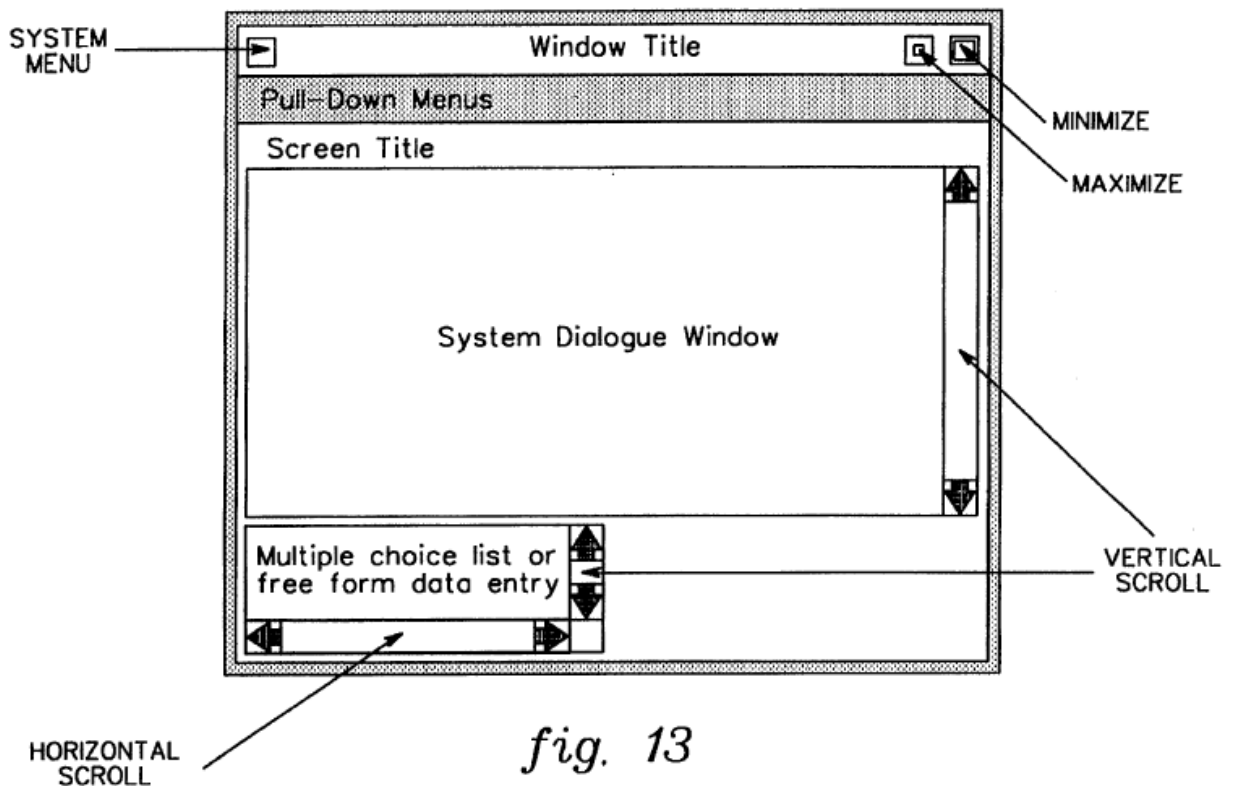 SYSTEM
MENU
Window Title
Pull-Down Menus
MINIMIZE
Screen Title
MAXIMIZE
System Dialogue Window
Multiple choice list or
free form data entry
VERTICAL
SCROLL
HORIZONTAL
SCROLL
fig. 13